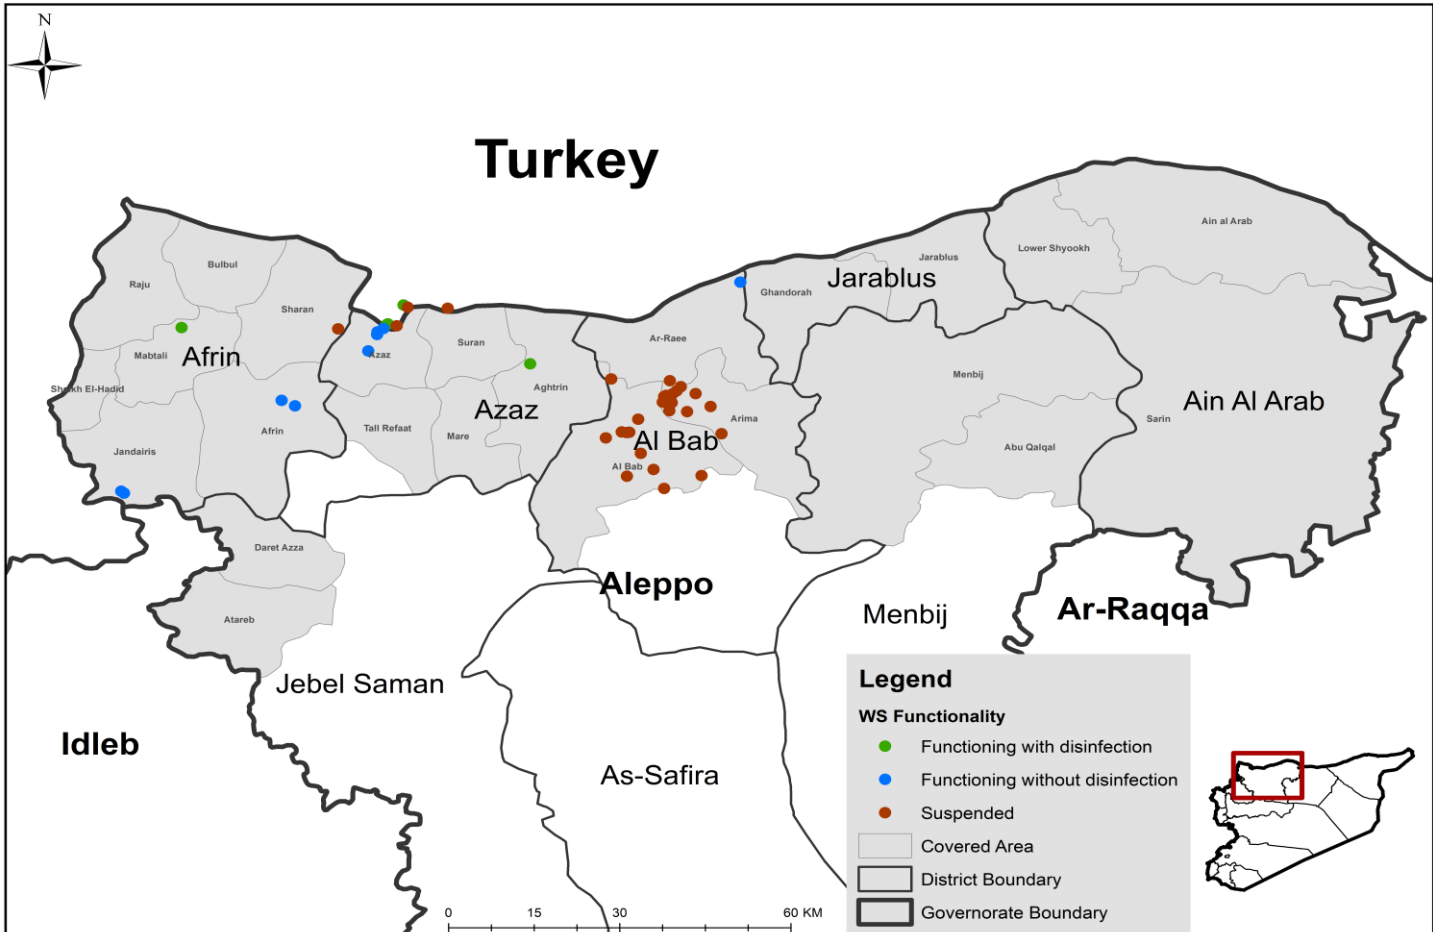 N
Turkey
Ain al Arab
Lower Shyookh
Jarablus
Bulbul
Raju
Jarablus
Ghandorah
Sharan
Ar-Raee
Suran
Azaz
Mabtali
Afrin
Menbij
Sheikh El-Hadid
Aghtrin
Ain Al Arab
Azaz
Arima
Sarin
Tall Refaat
Afrin
Mare
Al Bab
Abu Qalqal
Jandairis
Al Bab
Daret Azza
Aleppo
Ar-Raqqa
Menbij
Atareb
Jebel Saman
Idleb
As-Safira
Legend
WS Functionality
Functioning with disinfection
Functioning without disinfection
Suspended
Covered Area
District Boundary
Governorate Boundary
0 15 30 60 KM